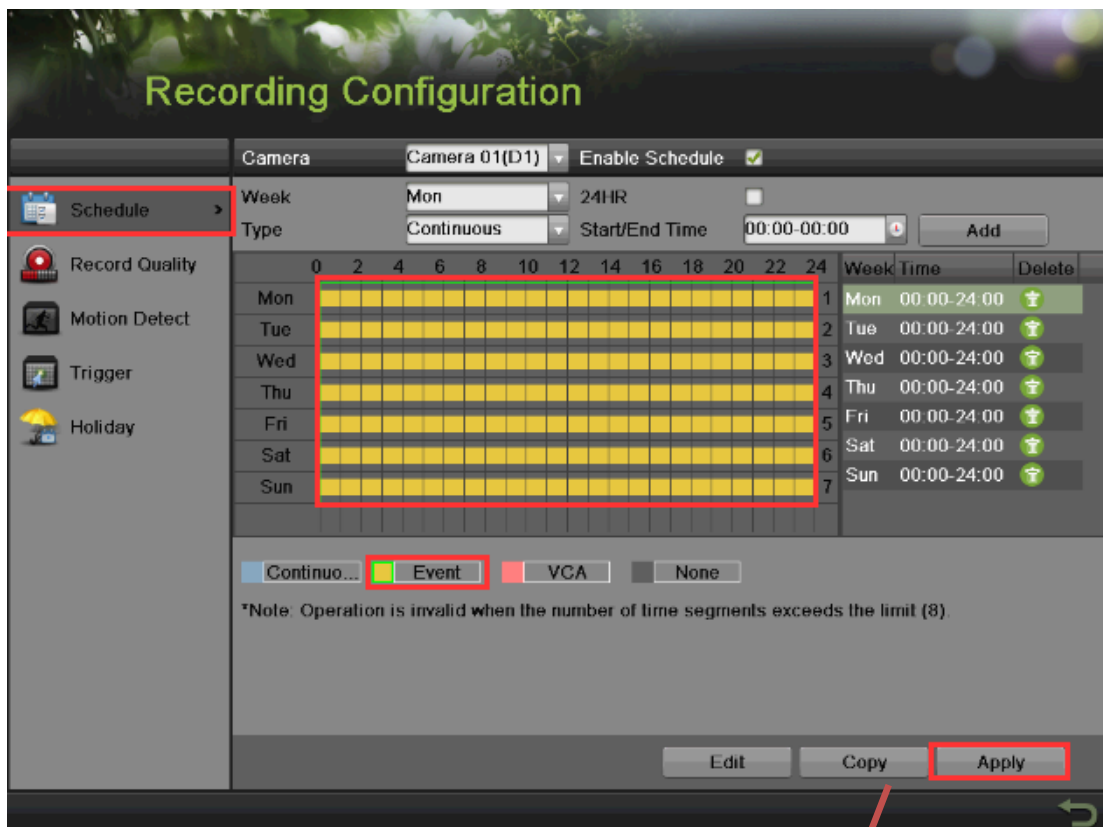 Recording Configuration
Camera Camera 01(D1) Enable Schedule
Week Mon 24HR
Type Continuous Start/End Time 00:00-00:00 Add
Schedule >
Record Quality
Motion Detect
Trigger
Holiday
0 2 4 6 8 10 12 14 16 18 20 22 24
Mon 1
Tue 2
Wed 3
Thu 4
Fri 5
Sat 6
Sun 7
Week Time Delete
Mon 00:00-24:00
Tue 00:00-24:00
Wed 00:00-24:00
Thu 00:00-24:00
Fri 00:00-24:00
Sat 00:00-24:00
Sun 00:00-24:00
Continuo... Event VCA None
*Note: Operation is invalid when the number of time segments exceeds the limit (8).
Edit Copy Apply